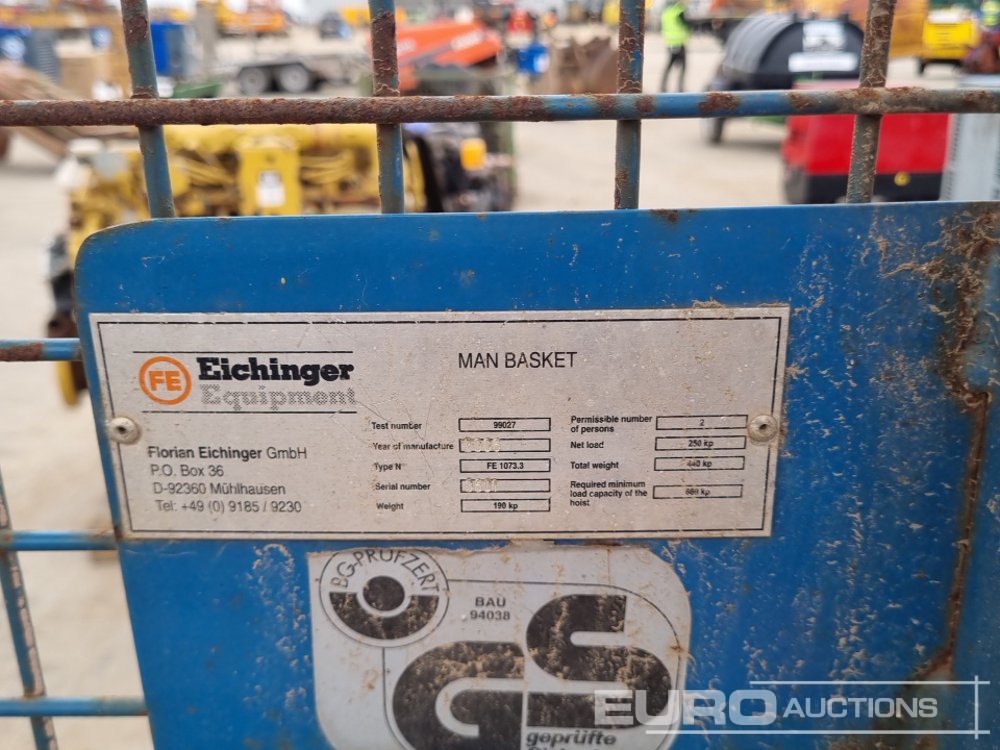 FE
Eichinger
Equipment
MAN BASKET
Florian Eichinger GmbH
P.O. Box 36
D-92360 Mühlhausen
Tel: +49 (0) 9185 / 9230
Test number 99027
Year of manufacture
Type N° FE 1073.3
Serial number
Weight 190 kp
Permissible number of persons 2
Net load 250 kp
Total weight 440 kp
Required minimum
load capacity of the
hoist
BG-PRÜFZERT
BAU
94038
GS
geprüfte
EURO AUCTIONS